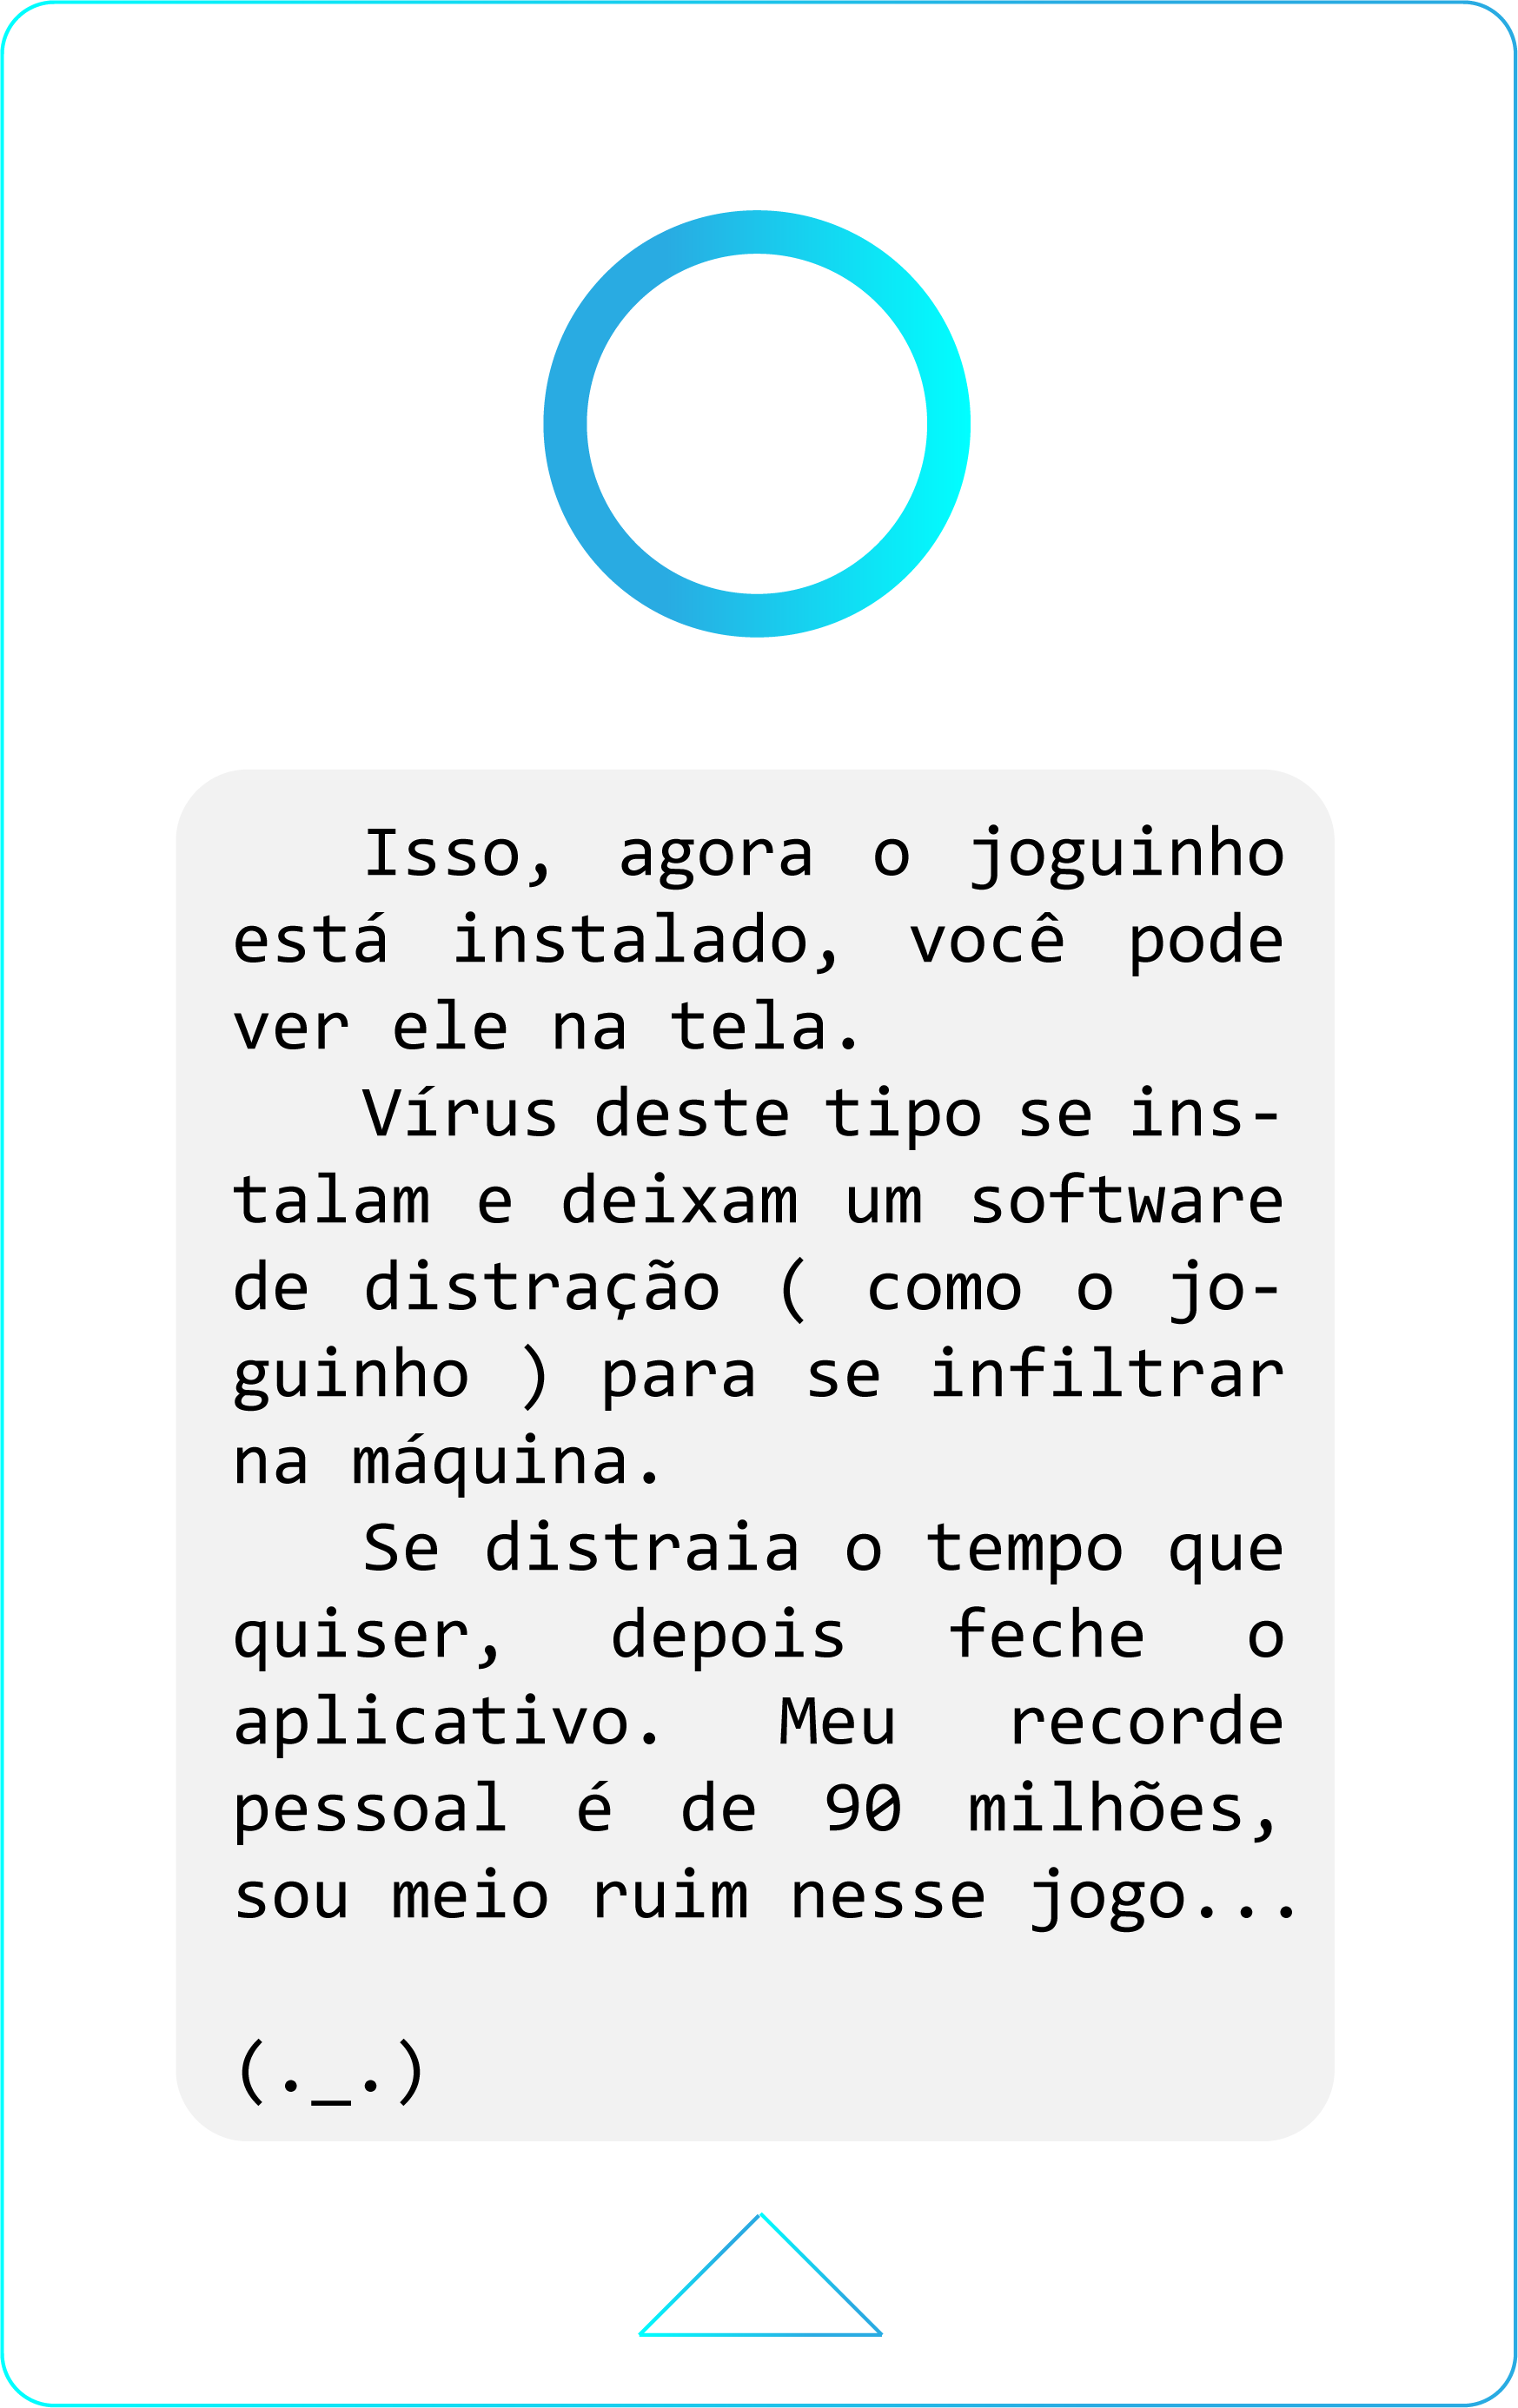 Isso, agora o joguinho
está instalado, você pode
ver ele na tela.
Vírus deste tipo se ins-
talam e deixam um software
de distração ( como o jo-
guinho ) para se infiltrar
na máquina.
Se distraia o tempo que
quiser, depois feche o
aplicativo. Meu recorde
pessoal é de 90 milhões,
sou meio ruim nesse jogo...
(._.)